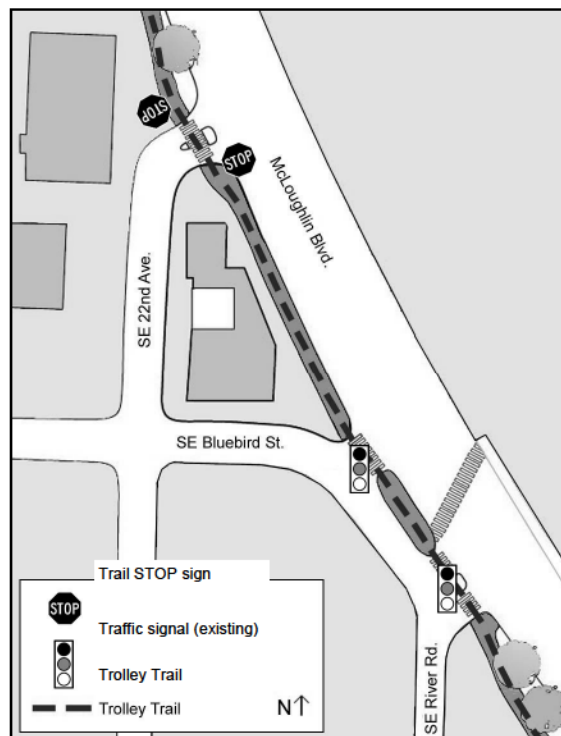 STOP
STOP
McLoughlin Blvd.
SE 22nd Ave.
SE Bluebird St.
SE River Rd.
Trail STOP sign
STOP
Traffic signal (existing)
Trolley Trail
Trolley Trail
N↑